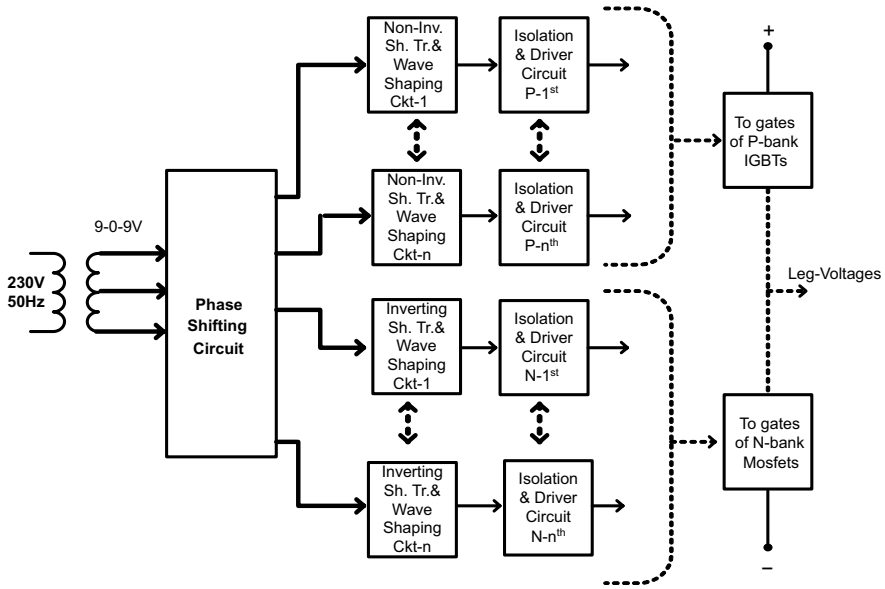 9-0-9V
230V
50Hz
Phase
Shifting
Circuit
Non-Inv.
Sh. Tr.&
Wave
Shaping
Ckt-1
Isolation
& Driver
Circuit
P-1st
Non-Inv.
Sh. Tr.&
Wave
Shaping
Ckt-n
Isolation
& Driver
Circuit
P-nth
Inverting
Sh. Tr.&
Wave
Shaping
Ckt-1
Isolation
& Driver
Circuit
N-1st
Inverting
Sh. Tr.&
Wave
Shaping
Ckt-n
Isolation
& Driver
Circuit
N-nth
+
To gates
of P-bank
IGBTs
Leg-Voltages
To gates
of N-bank
Mosfets
–